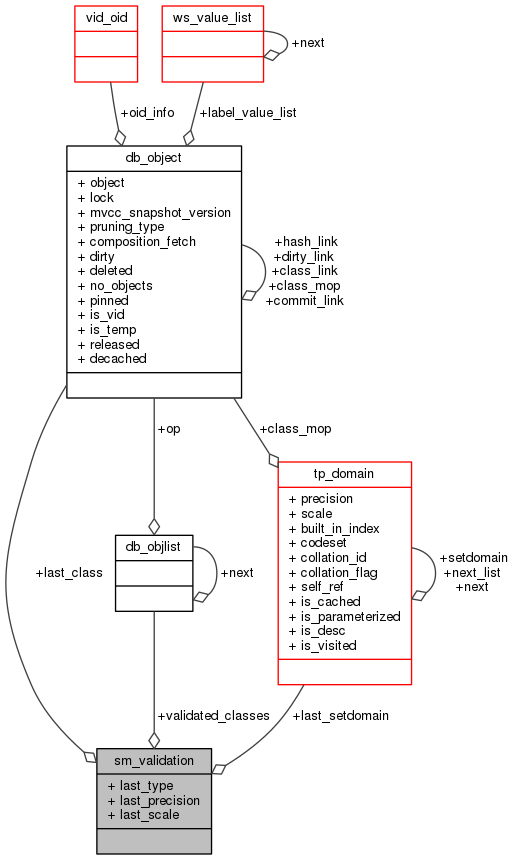 vid_oid
ws_value_list
+next
+oid_info
+label_value_list
db_object
+ object
+ lock
+ mvcc_snapshot_version
+ pruning_type
+ composition_fetch
+ dirty
+ deleted
+ no_objects
+ pinned
+ is_vid
+ is_temp
+ released
+ decached
+hash_link
+dirty_link
+class_link
+class_mop
+commit_link
+op
+class_mop
tp_domain
+ precision
+ scale
+ built_in_index
+ codeset
+ collation_id
+ collation_flag
+ self_ref
+ is_cached
+ is_parameterized
+ is_desc
+ is_visited
+setdomain
+next_list
+next
db_objlist
+next
+last_class
+validated_classes
+last_setdomain
sm_validation
+ last_type
+ last_precision
+ last_scale